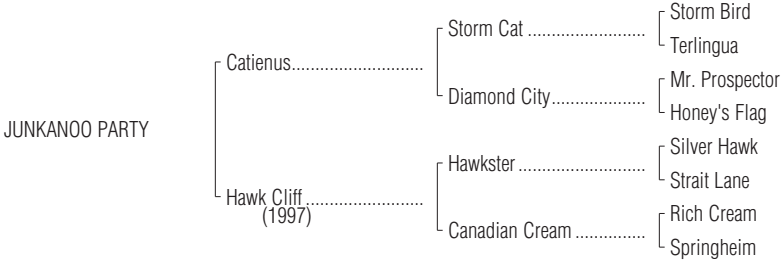 Storm Bird
Storm Cat ........................
Terlingua
Catienus............................
Mr. Prospector
Diamond City....................
Honey's Flag
JUNKANOO PARTY
Silver Hawk
Hawkster ...........................
Strait Lane
Hawk Cliff .........................
(1997)
Rich Cream
Canadian Cream ...............
Springheim